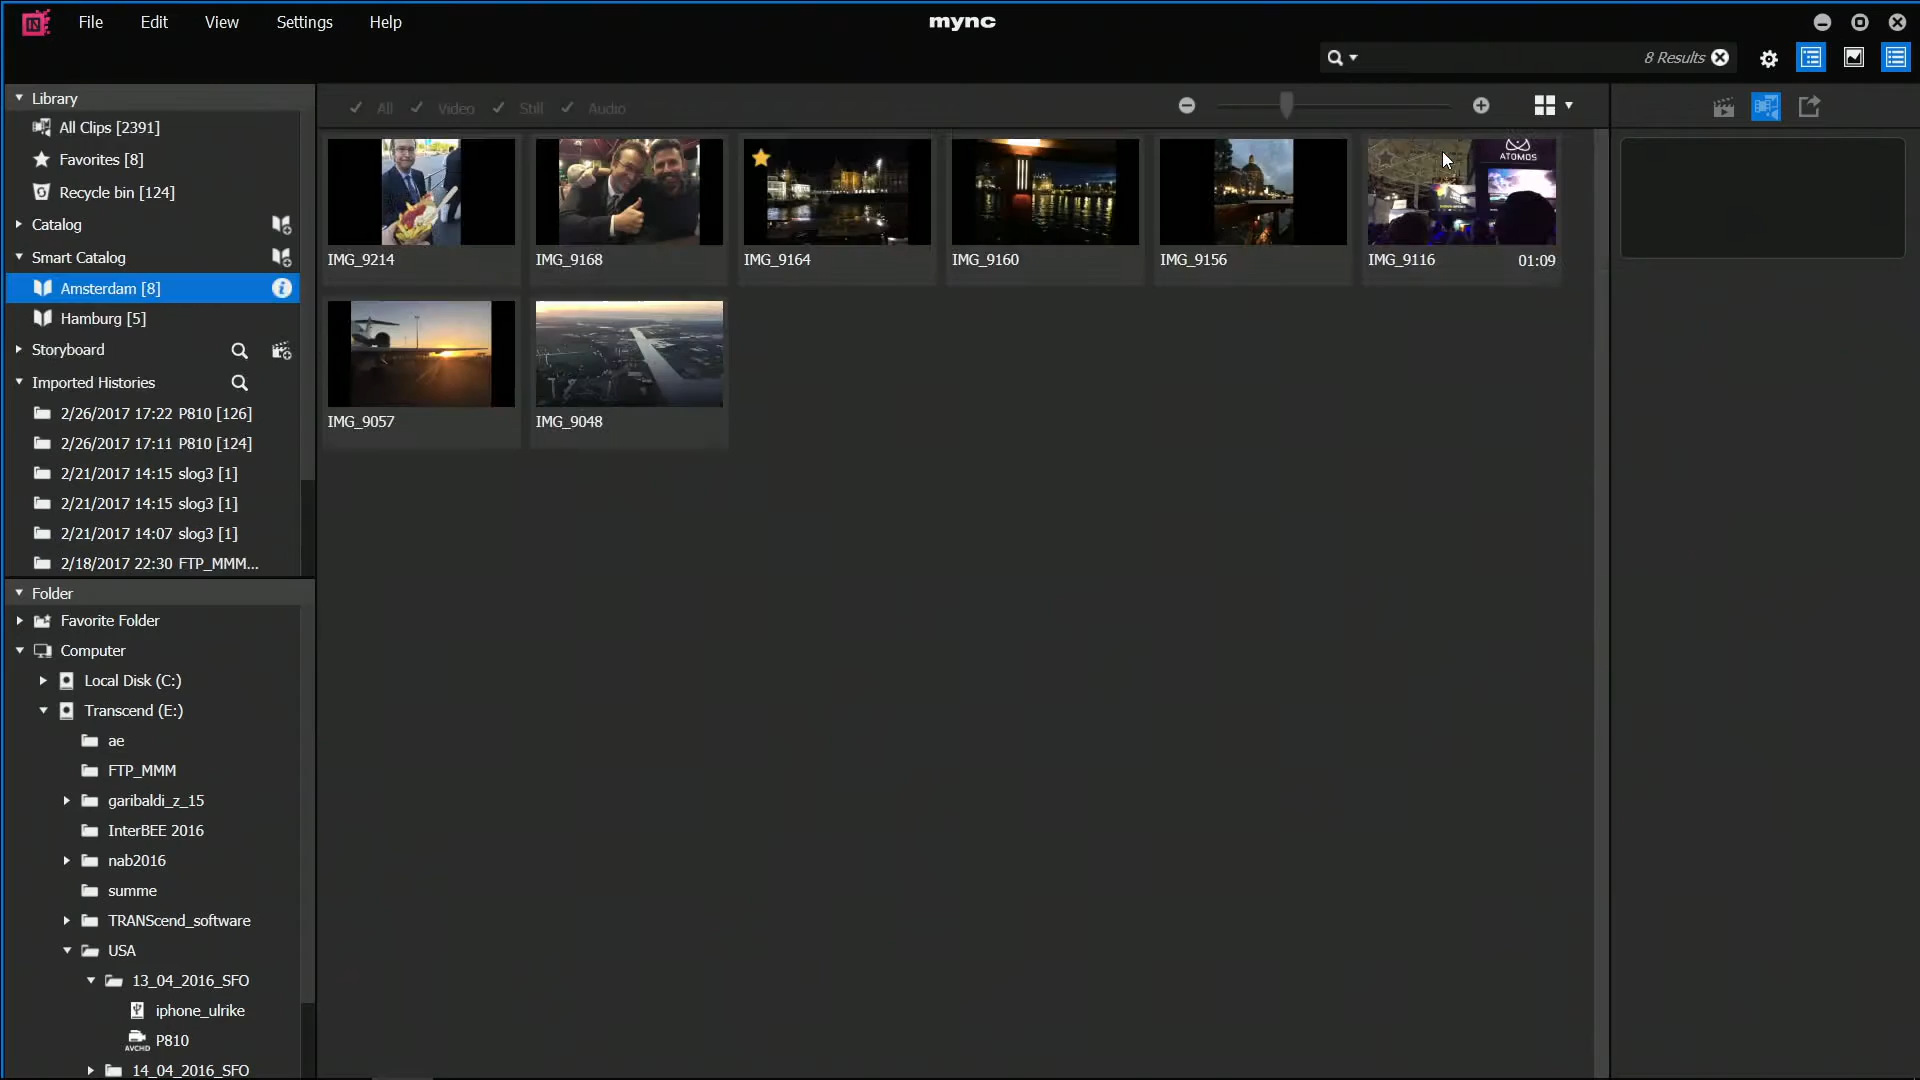 File Edit View Settings Help
mync
8 Results
Library
All Clips [2391]
Favorites [8]
Recycle bin [124]
Catalog
Smart Catalog
Amsterdam [8]
Hamburg [5]
Storyboard
Imported Histories
2/26/2017 17:22 P810 [126]
2/26/2017 17:11 P810 [124]
2/21/2017 14:15 slog3 [1]
2/21/2017 14:15 slog3 [1]
2/21/2017 14:07 slog3 [1]
2/18/2017 22:30 FTP_MMM...
Folder
Favorite Folder
Computer
Local Disk (C:)
Transcend (E:)
ae
FTP_MMM
garibaldi_z_15
InterBEE 2016
nab2016
summe
TRANScend_software
USA
13_04_2016_SFO
iphone_ulrike
AVCHD P810
14_04_2016_SFO
All Video Still Audio
ATOMOS
IMG_9214 IMG_9168 IMG_9164 IMG_9160 IMG_9156 IMG_9116 01:09
IMG_9057 IMG_9048